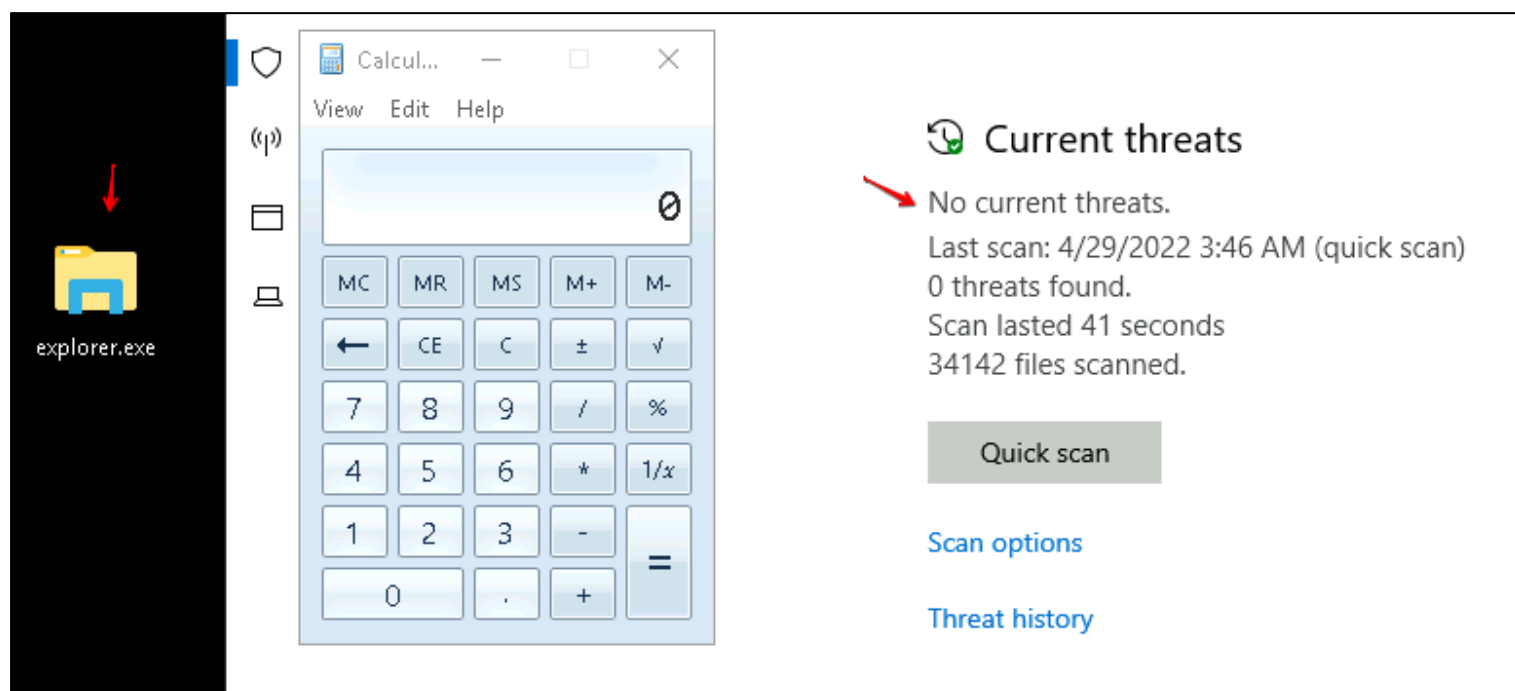 explorer.exe
Calcul...
View Edit Help
0
MC MR MS M+ M-
← CE C ± √
7 8 9 / %
4 5 6 * 1/x
1 2 3 - =
0 . +
Current threats
No current threats.
Last scan: 4/29/2022 3:46 AM (quick scan)
0 threats found.
Scan lasted 41 seconds
34142 files scanned.
Quick scan
Scan options
Threat history